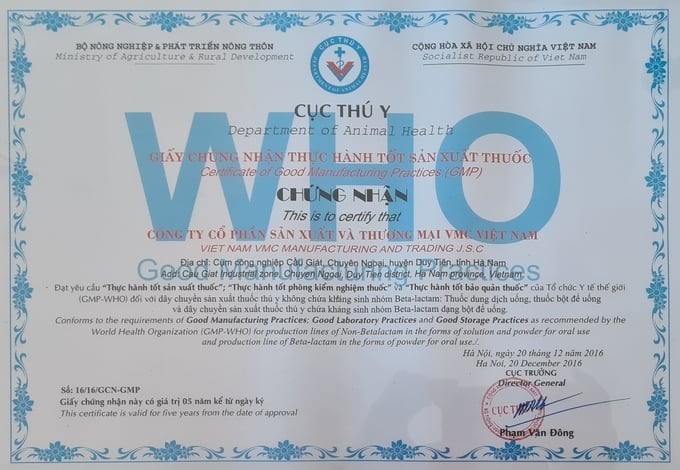 BỘ NÔNG NGHIỆP & PHÁT TRIỂN NÔNG THÔN
Ministry of Agriculture & Rural Development
CỘNG HÒA XÃ HỘI CHỦ NGHĨA VIỆT NAM
Socialist Republic of Viet Nam
CỤC THÚ Y
CỤC THÚ Y
Department of Animal Health
WHO
GIẤY CHỨNG NHẬN THỰC HÀNH TỐT SẢN XUẤT THUỐC
Certificate of Good Manufacturing Practices (GMP)
CHỨNG NHẬN
This is to certify that
CÔNG TY CỔ PHẦN SẢN XUẤT VÀ THƯƠNG MẠI VMC VIỆT NAM
VIET NAM VMC MANUFACTURING AND TRADING J.S.C
Địa chỉ: Cụm công nghiệp Cầu Giát, Chuyên Ngoại, huyện Duy Tiên, tỉnh Hà Nam
Good Manufacturing Practices
Add: Cau Giat Industrial zone, Chuyen Ngoai, Duy Tien district, Ha Nam province, Vietnam
- Đạt yêu cầu "Thực hành tốt sản xuất thuốc"; "Thực hành tốt phòng kiểm nghiệm thuốc" và "Thực hành tốt bảo quản thuốc" của Tổ chức Y tế thế giới
(GMP-WHO) đối với dây chuyền sản xuất thuốc thú y không chứa kháng sinh nhóm Beta-lactam: Thuốc dung dịch uống, thuốc bột để uống
và dây chuyền sản xuất thuốc thú y chứa kháng sinh nhóm Beta-lactam dạng bột để uống.
Conforms to the requirements of Good Manufacturing Practices; Good Laboratory Practices and Good Storage Practices as recommended by the
World Health Organization (GMP-WHO) for production lines of Non-Betalactam in the forms of solution and powder for oral use
and production line of Beta-lactam in the forms of powder for oral use./.
Hà Nội, ngày 20 tháng 12 năm 2016
Ha Noi, 20 December 2016
CỤC TRƯỞNG
Director General
Số: 16/16/GCN-GMP
Giấy chứng nhận này có giá trị 05 năm kể từ ngày ký
This certificate is valid for five years from the date of approval
CỤC THÚ Y
Phạm Văn Đông